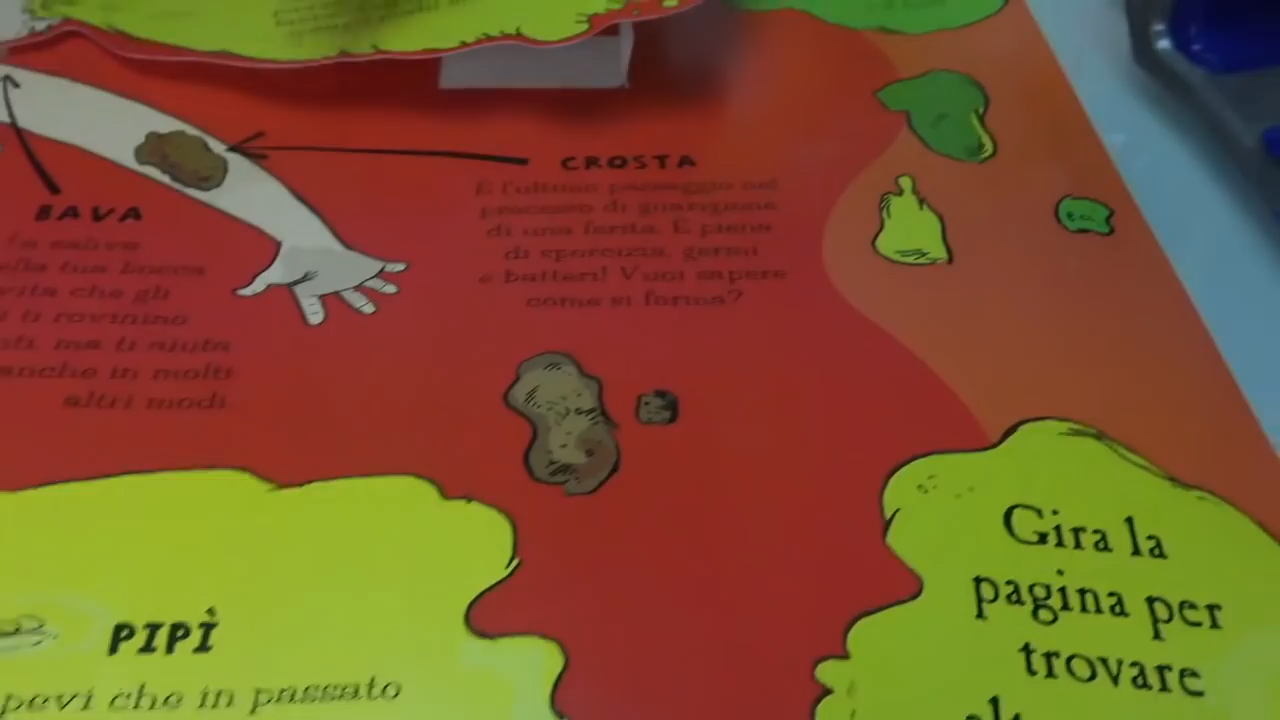 CROSTA
È l'ultimo passaggio nel
processo di guarigione
di una ferita. È piena
di sporcizia, germi
e batteri! Vuoi sapere
come si forma?
BAVA
la saliva
della tua bocca
evita che gli
ti rovinino
ma ti aiuta
anche in molti
altri modi
PIPÌ
che in passato
Gira la
pagina per
trovare